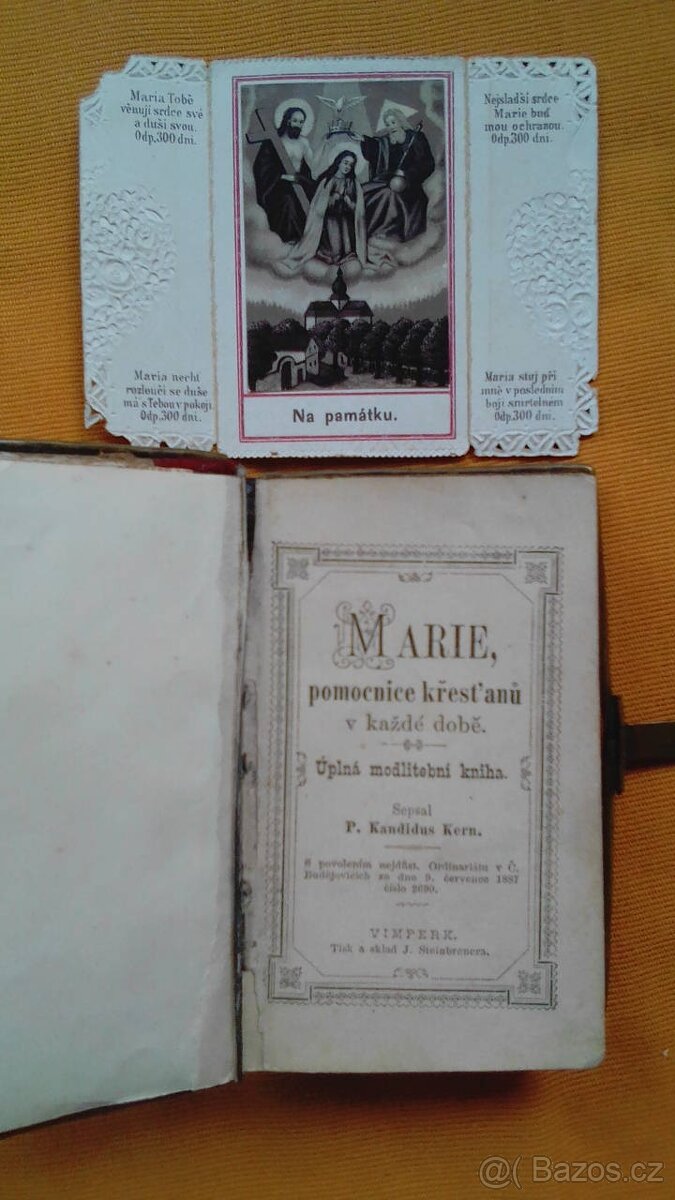 Maria Tobě
věnuji srdce své
a duši svou.
Odp. 300 dní.
Maria nechť
rozloučí se duše
má s Tebou v pokoji
Odp. 300 dní.
Na památku.
Nejsladší srdce
Marie buď
mou ochranou.
Odp. 300 dní.
Maria stůj při
mně v posledním
boji smrtelném
Odp. 300 dní.
MARIE,
pomocnice křesťanů
v každé době.
Úplná modlitební kniha.
Sepsal
P. Kandidus Kern.
S povolením nejdůst. Ordinariátu v Č.
Budějovicích ze dne 9. července 1887
číslo 2690.
VIMPERK.
Tisk a sklad J. Steinbrenera.
@( Bazos.cz